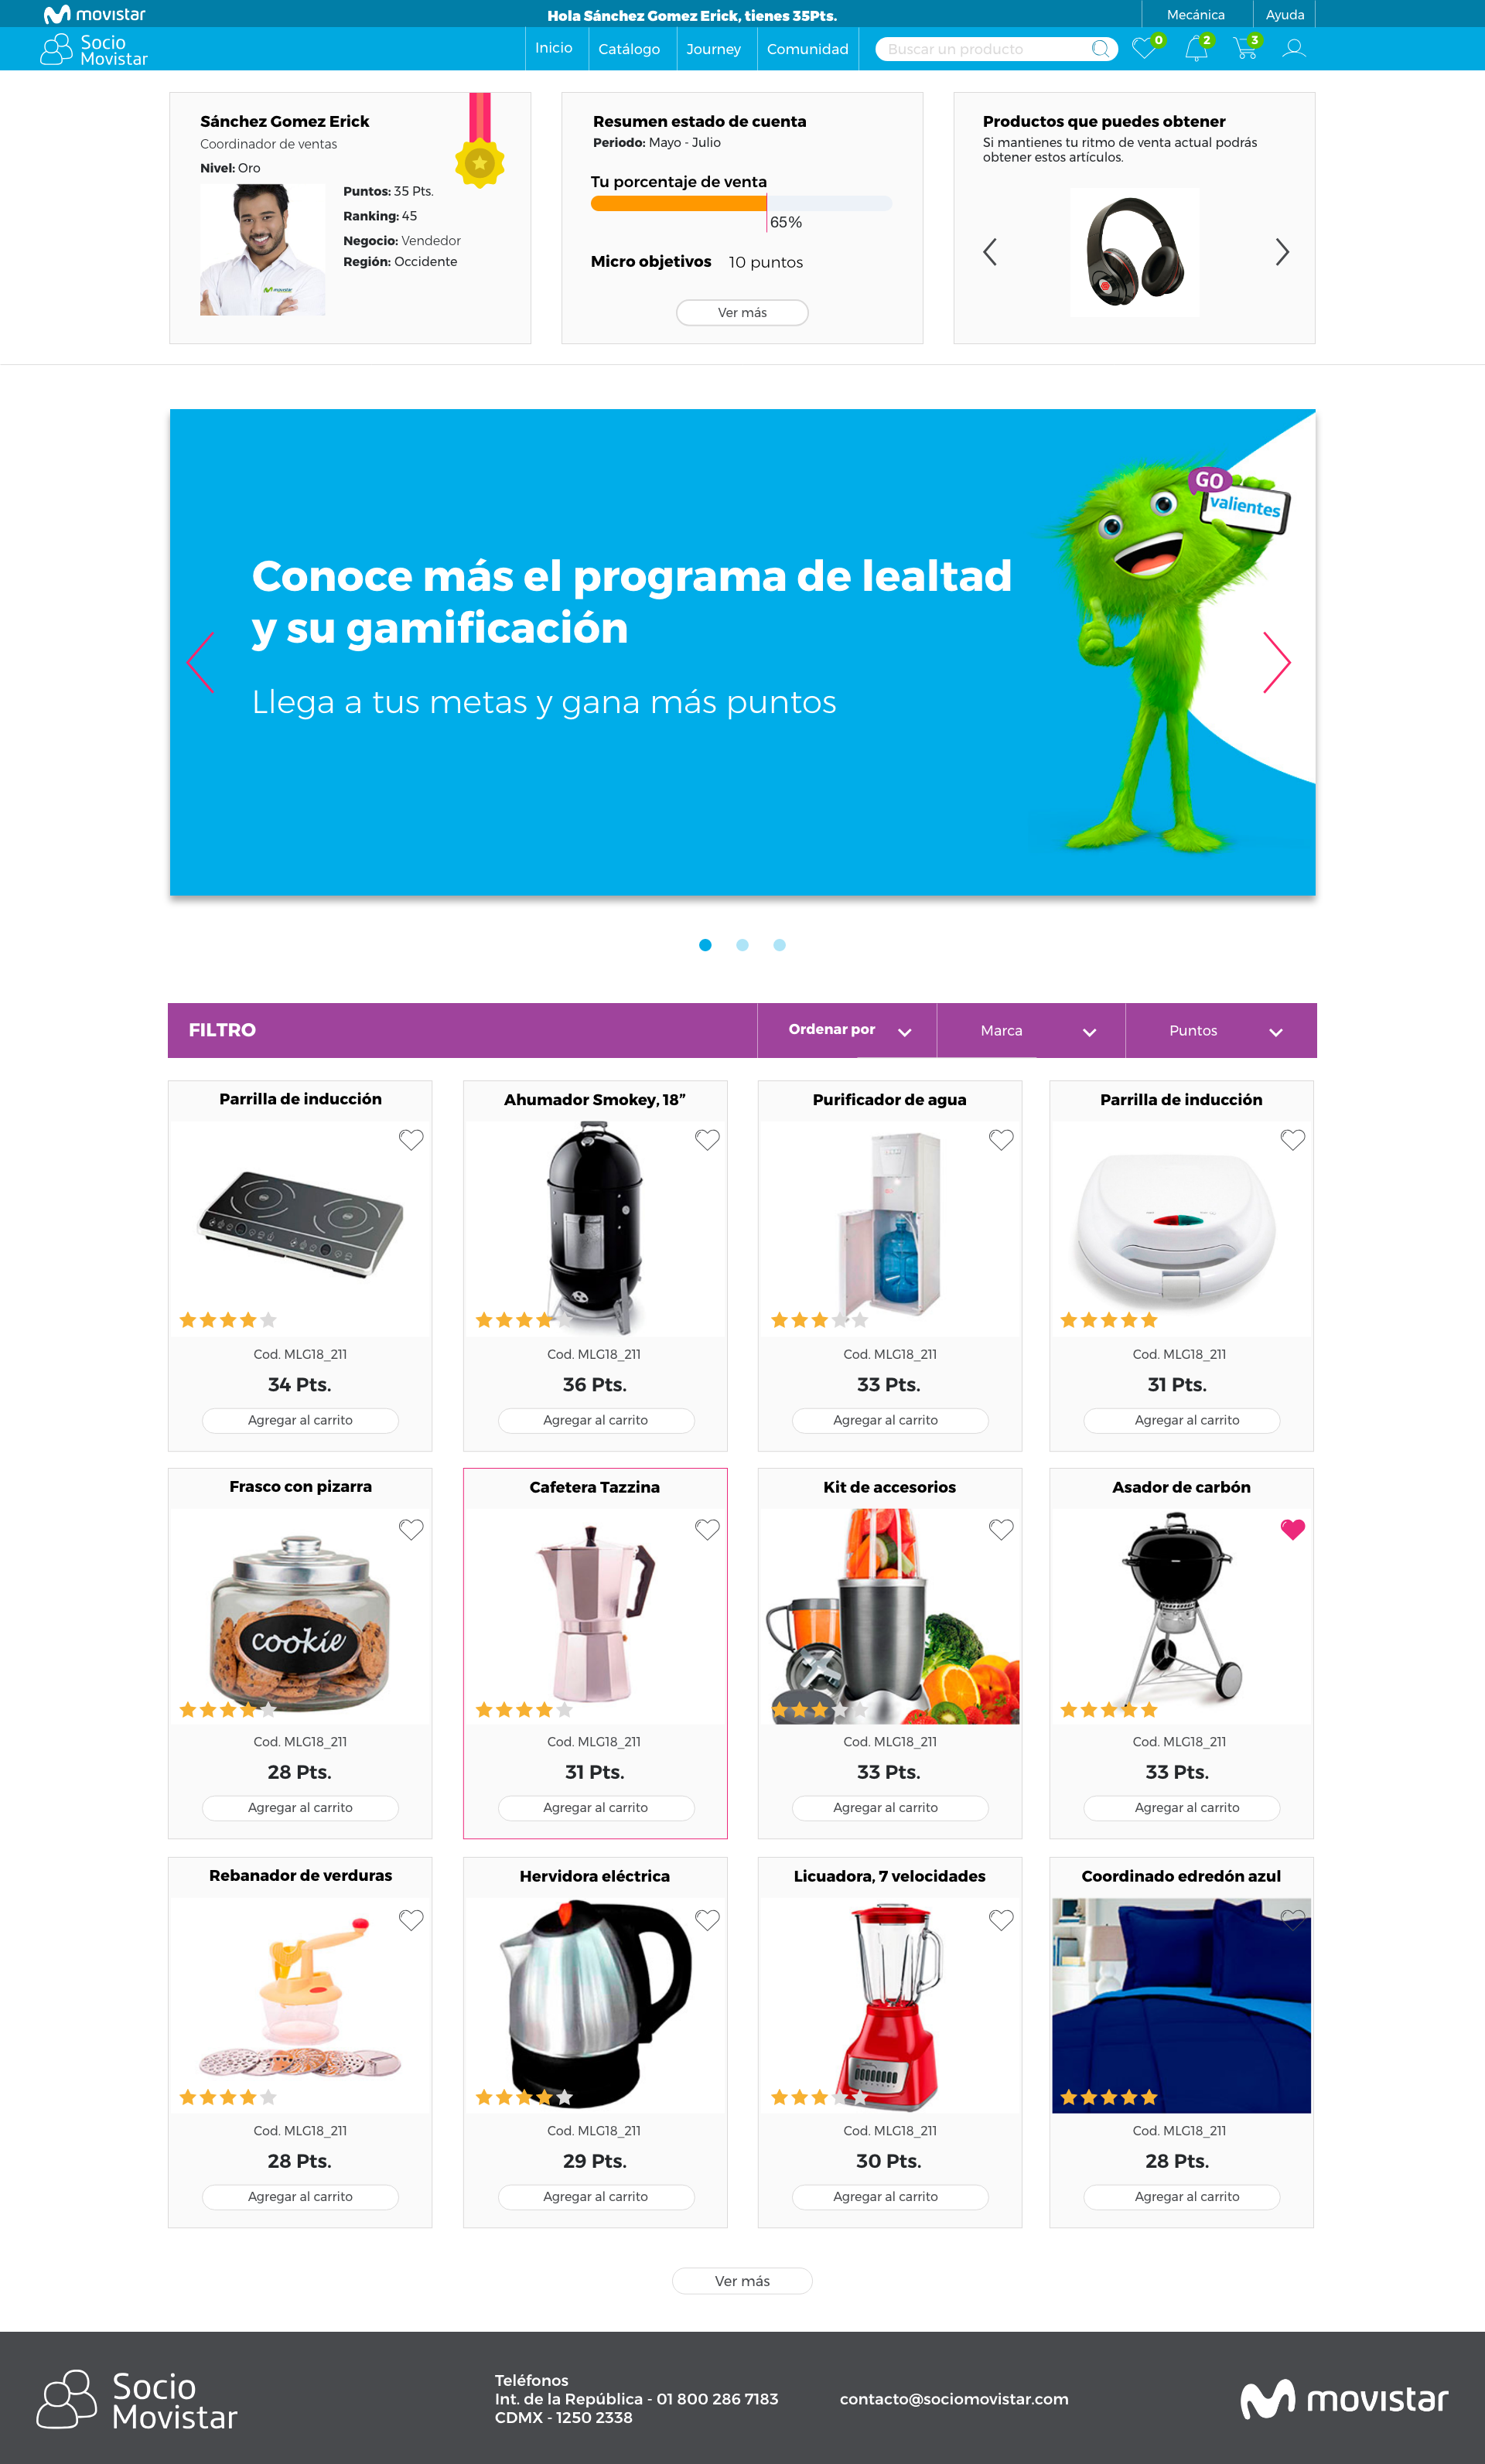 movistar
Hola Sánchez Gomez Erick, tienes 35Pts.
Mecánica
Ayuda
Socio
Movistar
Inicio
Catálogo
Journey
Comunidad
Buscar un producto
0
2
3
Sánchez Gomez Erick
Coordinador de ventas
Nivel: Oro
Puntos: 35 Pts.
Ranking: 45
Negocio: Vendedor
Región: Occidente
movistar
Resumen estado de cuenta
Periodo: Mayo - Julio
Tu porcentaje de venta
65%
Micro objetivos 10 puntos
Ver más
Productos que puedes obtener
Si mantienes tu ritmo de venta actual podrás
obtener estos artículos.
Conoce más el programa de lealtad
y su gamificación
Llega a tus metas y gana más puntos
GO
valientes
FILTRO
Ordenar por
Marca
Puntos
Parrilla de inducción
Cod. MLG18_211
34 Pts.
Agregar al carrito
Ahumador Smokey, 18”
Cod. MLG18_211
36 Pts.
Agregar al carrito
Purificador de agua
Cod. MLG18_211
33 Pts.
Agregar al carrito
Parrilla de inducción
Cod. MLG18_211
31 Pts.
Agregar al carrito
Frasco con pizarra
cookie
Cod. MLG18_211
28 Pts.
Agregar al carrito
Cafetera Tazzina
Cod. MLG18_211
31 Pts.
Agregar al carrito
Kit de accesorios
Cod. MLG18_211
33 Pts.
Agregar al carrito
Asador de carbón
Cod. MLG18_211
33 Pts.
Agregar al carrito
Rebanador de verduras
Cod. MLG18_211
28 Pts.
Agregar al carrito
Hervidora eléctrica
Cod. MLG18_211
29 Pts.
Agregar al carrito
Licuadora, 7 velocidades
Cod. MLG18_211
30 Pts.
Agregar al carrito
Coordinado edredón azul
Cod. MLG18_211
28 Pts.
Agregar al carrito
Ver más
Socio
Movistar
Teléfonos
Int. de la República - 01 800 286 7183
CDMX - 1250 2338
contacto@sociomovistar.com
movistar